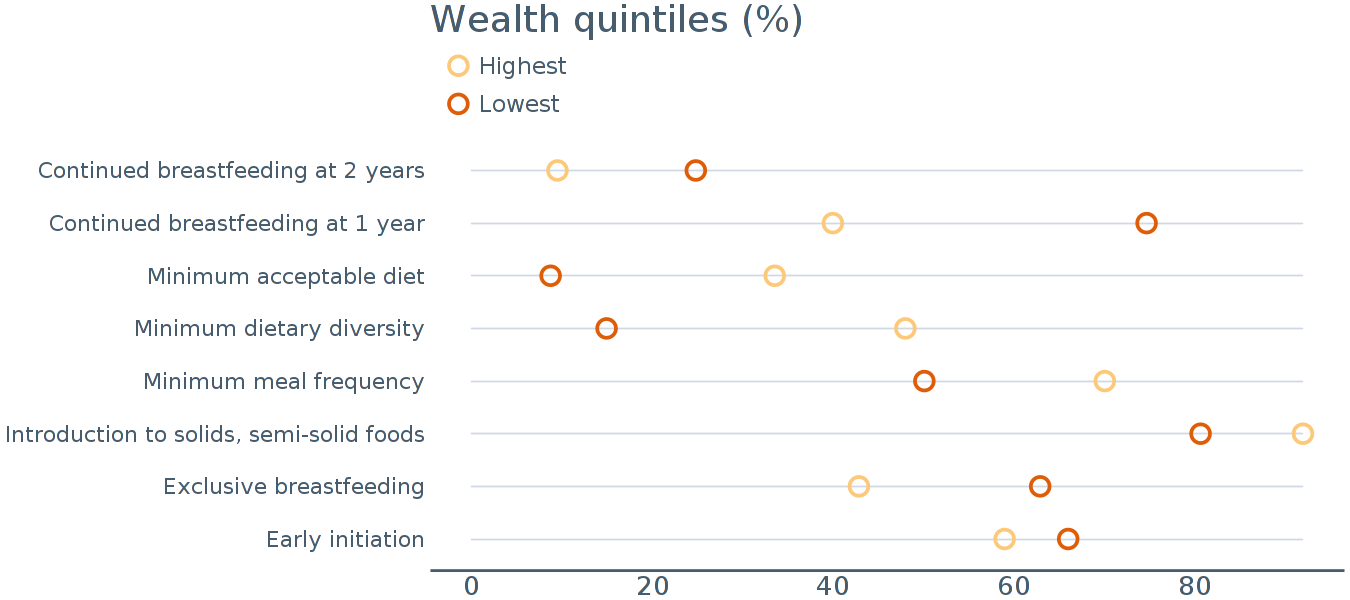 Wealth quintiles (%)
Highest
Lowest
Continued breastfeeding at 2 years
Continued breastfeeding at 1 year
Minimum acceptable diet
Minimum dietary diversity
Minimum meal frequency
Introduction to solids, semi-solid foods
Exclusive breastfeeding
Early initiation
0 20 40 60 80